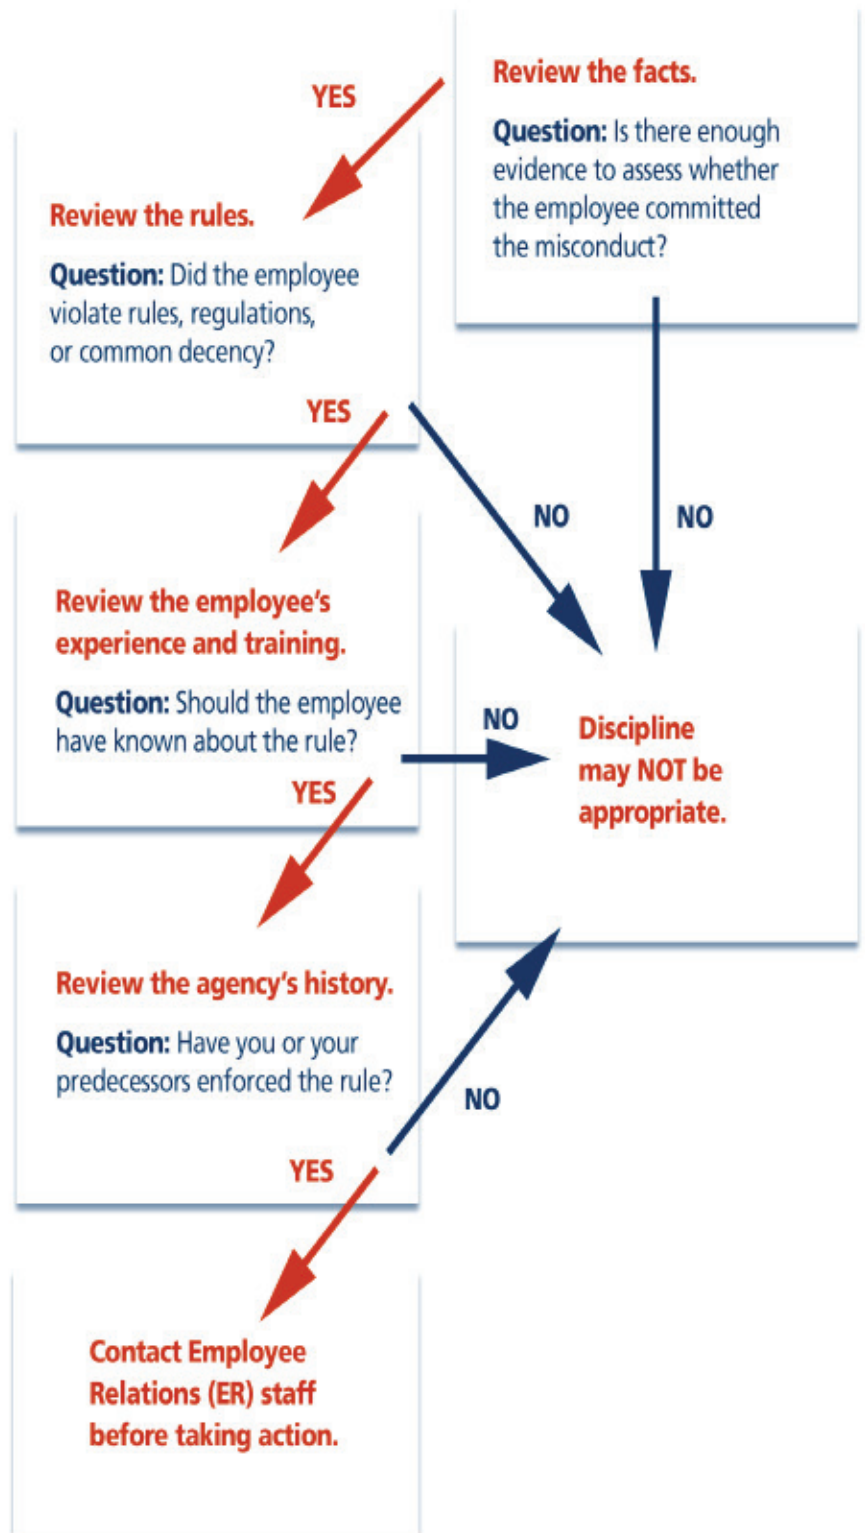 Review the facts.
Question: Is there enough
evidence to assess whether
the employee committed
the misconduct?
YES
NO
Review the rules.
Question: Did the employee
violate rules, regulations,
or common decency?
YES
NO
Review the employee’s
experience and training.
Question: Should the employee
have known about the rule?
YES
NO
Discipline
may NOT be
appropriate.
Review the agency’s history.
Question: Have you or your
predecessors enforced the rule?
YES
NO
Contact Employee
Relations (ER) staff
before taking action.